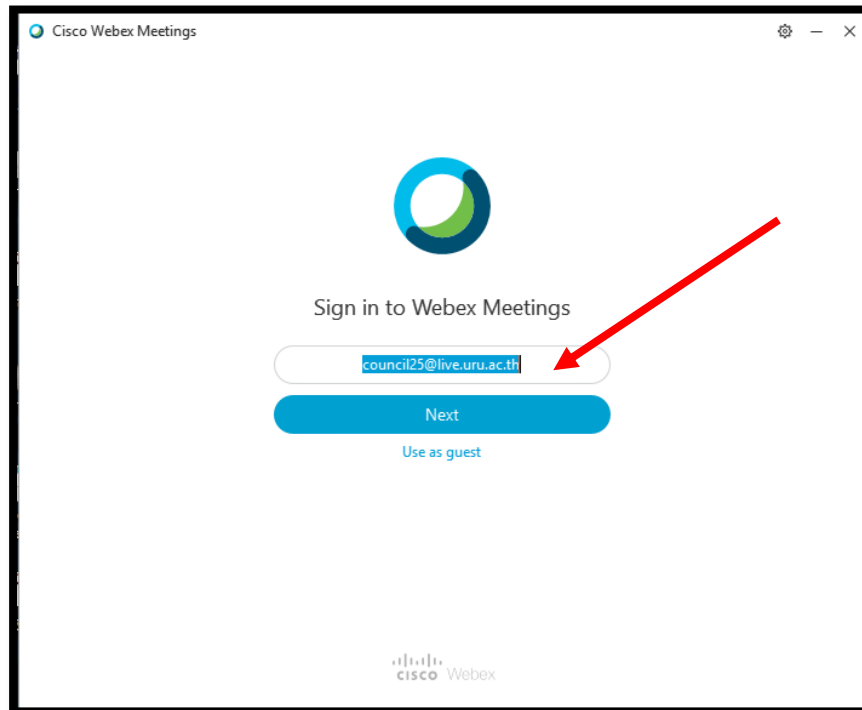 Cisco Webex Meetings
Sign in to Webex Meetings
council25@live.uru.ac.th
Next
Use as guest
CISCO Webex